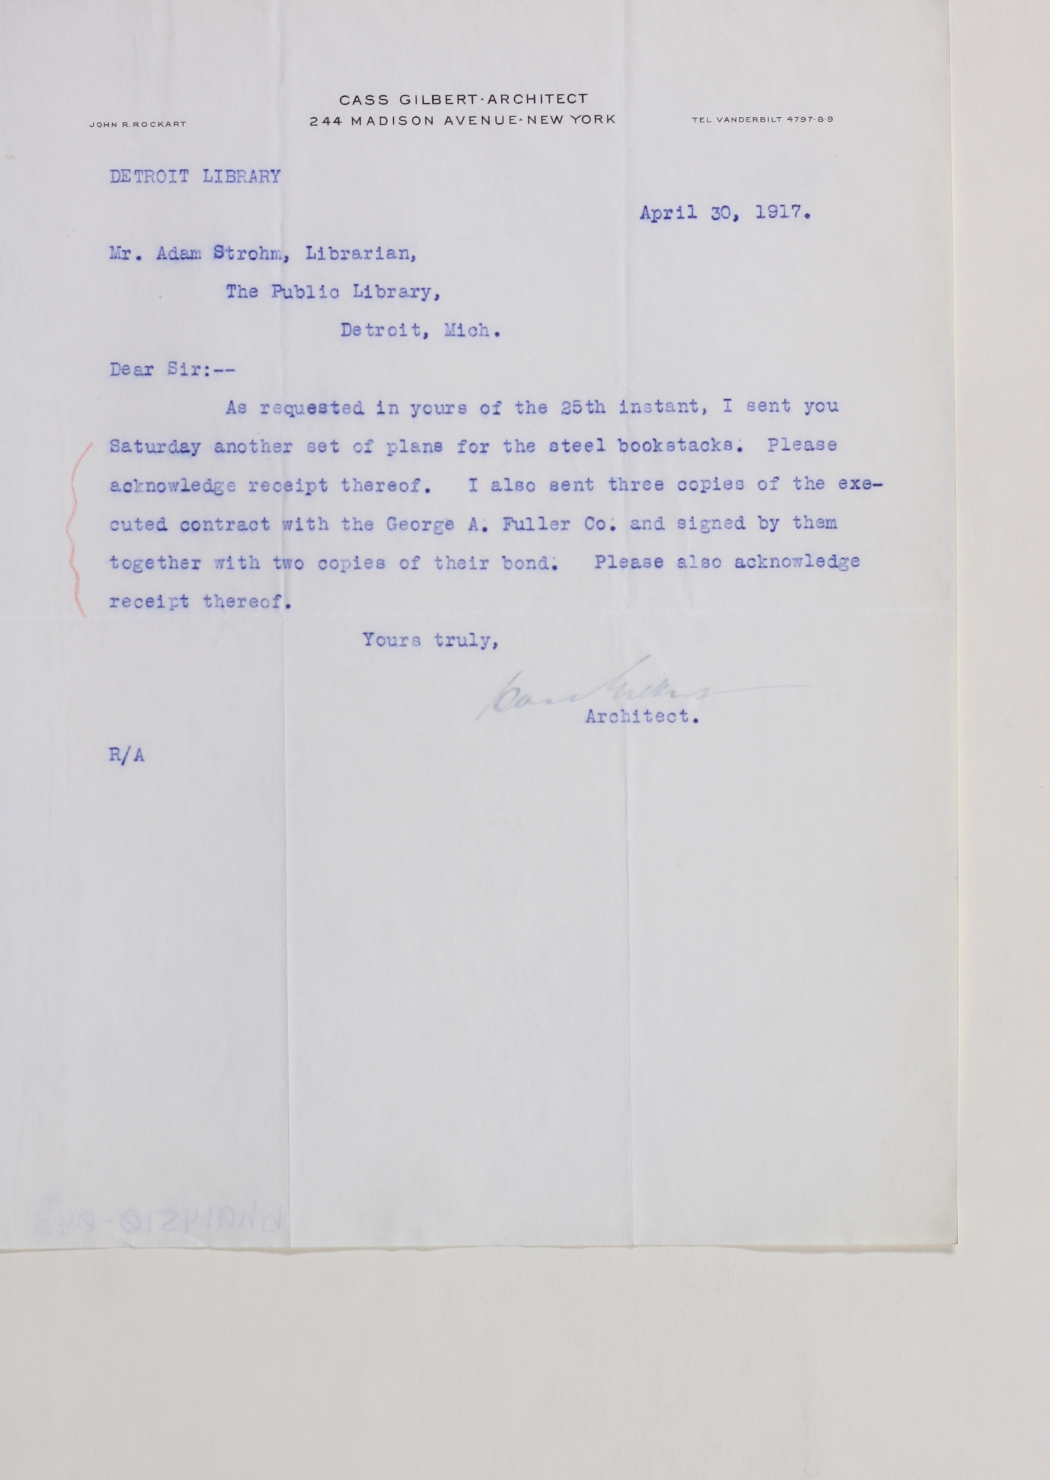 CASS GILBERT-ARCHITECT
JOHN R. ROCKART
244 MADISON AVENUE-NEW YORK
TEL. VANDERBILT 4797-8-9
DETROIT LIBRARY
April 30, 1917.
Mr. Adam Strohm, Librarian,
The Public Library,
Detroit, Mich.
Dear Sir:--
As requested in yours of the 25th instant, I sent you
Saturday another set of plans for the steel bookstacks. Please
acknowledge receipt thereof. I also sent three copies of the exe-
cuted contract with the George A. Fuller Co. and signed by them
together with two copies of their bond. Please also acknowledge
receipt thereof.
Yours truly,
Cass Gilbert
Architect.
R/A